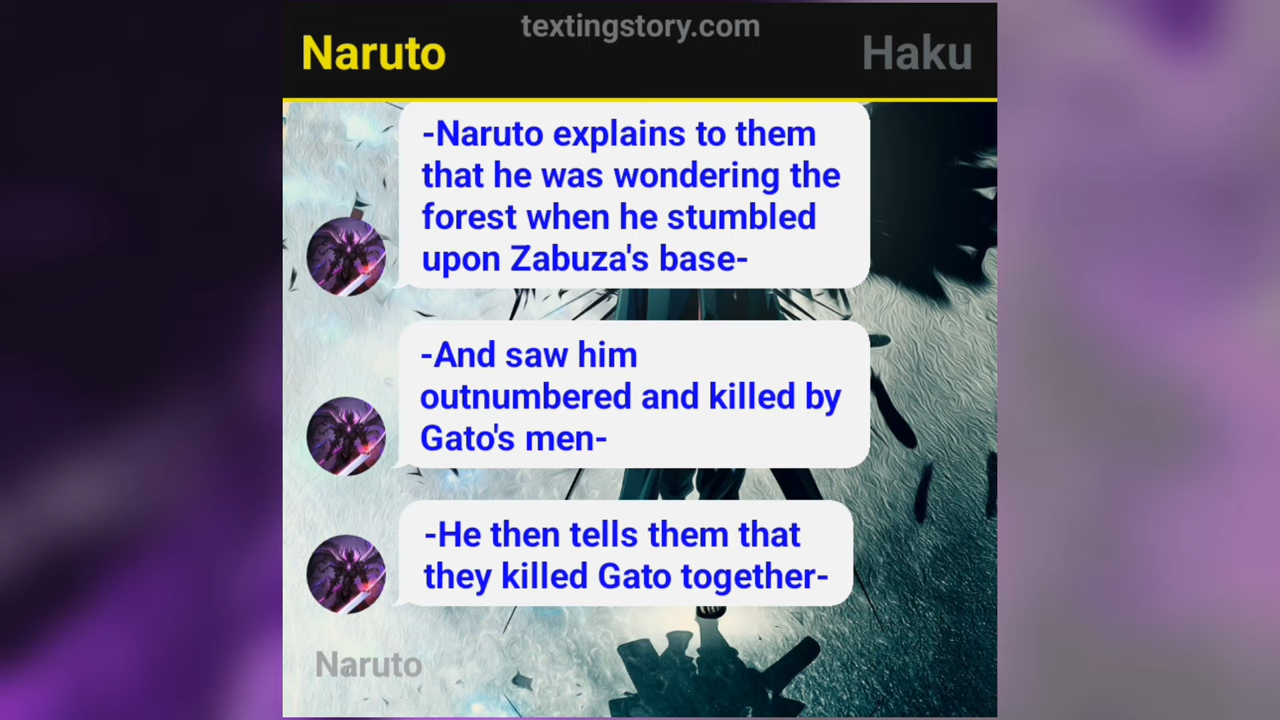 textingstory.com
Naruto
Haku
-Naruto explains to them
that he was wondering the
forest when he stumbled
upon Zabuza's base-
-And saw him
outnumbered and killed by
Gato's men-
-He then tells them that
they killed Gato together-
Naruto